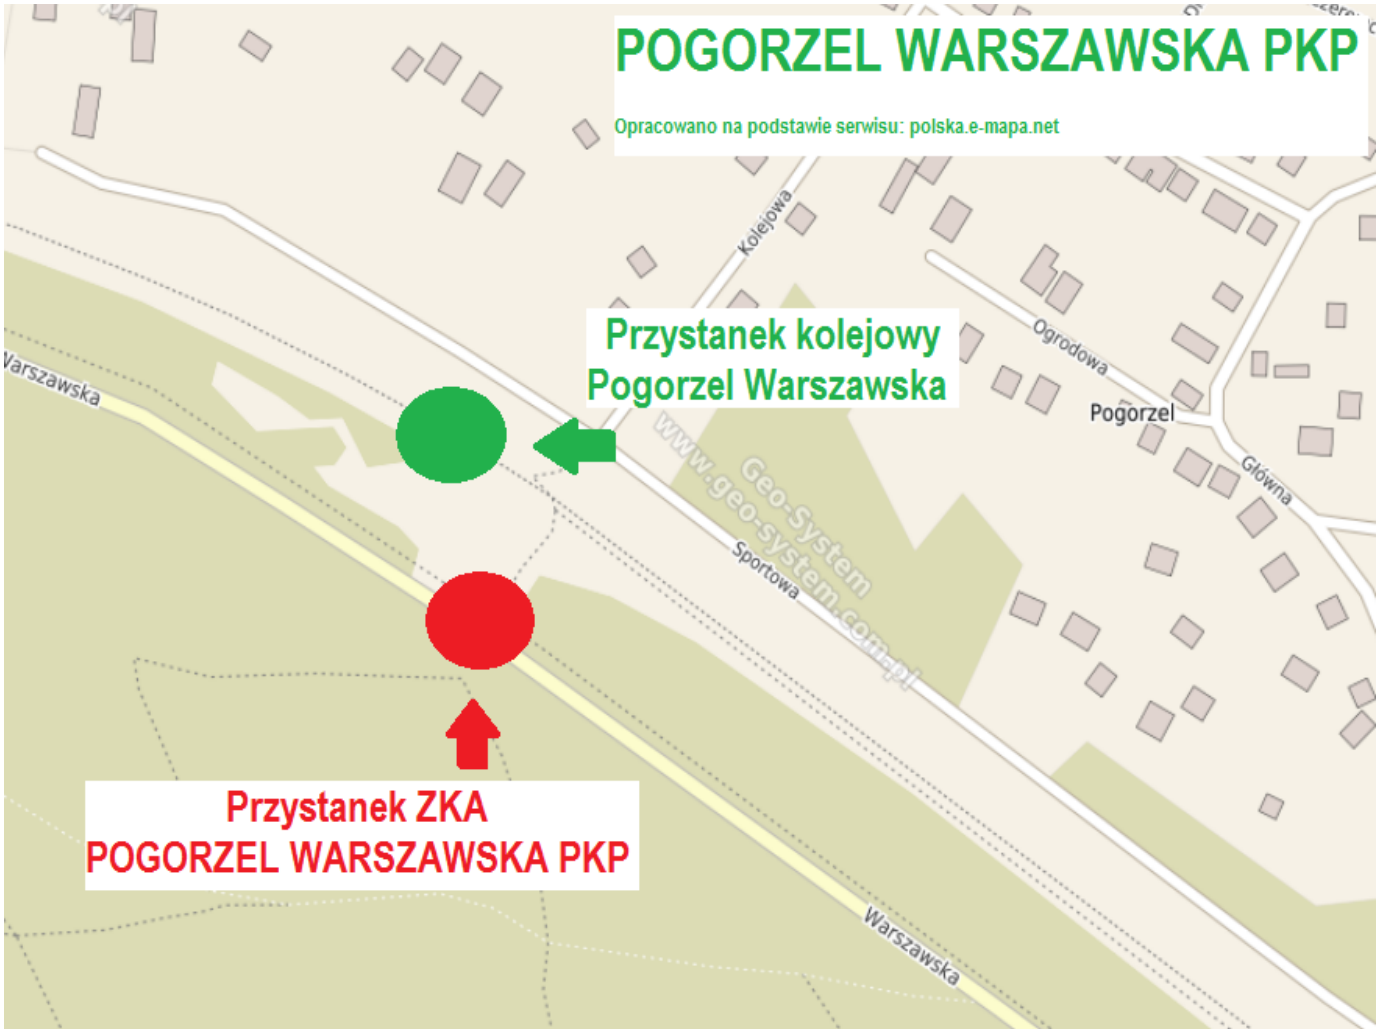 POGORZEL WARSZAWSKA PKP
Opracowano na podstawie serwisu: polska.e-mapa.net
Kolejowa
Przystanek kolejowy
Pogorzel Warszawska
Ogrodowa
Warszawska
Pogorzel
Główna
www.geo-system.com.pl
Geo-System
Sportowa
Przystanek ZKA
POGORZEL WARSZAWSKA PKP
Warszawska